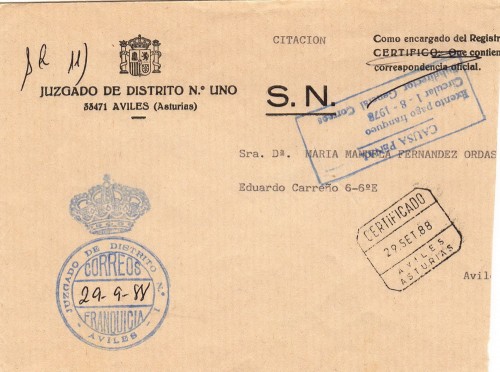 CITACION
Como encargado del Registr
CERTIFICO: Que contien
correspondencia oficial.
JUZGADO DE DISTRITO N.º UNO
33471 AVILES (Asturias)
S. N.
CAUSA PENAL
Exento pago franqueo
Circular 1 - 8 - 1978
Administracion General Correos
Sra. Dª. MARIA MANUELA FERNANDEZ ORDAS
Eduardo Carreño 6-6ºE
CERTIFICADO
29.SET.88
AVILES
ASTURIAS
Avile
JUZGADO DE DISTRITO N.º 1
CORREOS
29-9-88
FRANQUICIA
AVILES